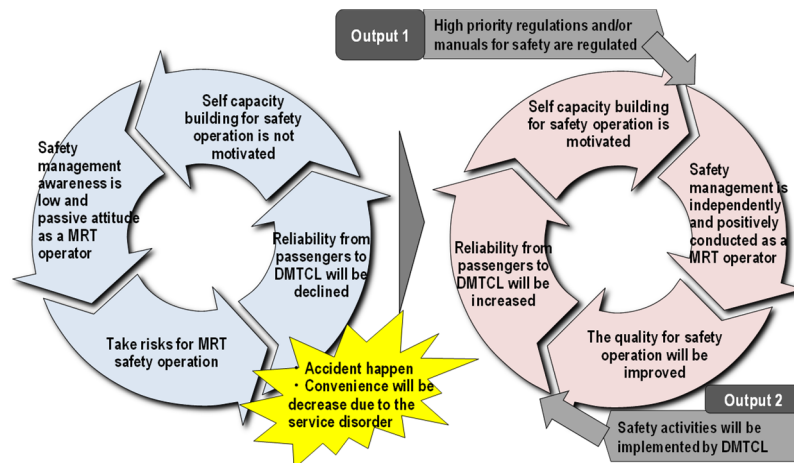 Output 1
High priority regulations and/or
manuals for safety are regulated
Self capacity
building for safety
operation is not
motivated
Safety
management
awareness is
low and
passive attitude
as a MRT
operator
Reliability from
passengers to
DMTCL will be
declined
Take risks for MRT
safety operation
・ Accident happen
・ Convenience will be
decrease due to the
service disorder
Self capacity building
for safety operation is
motivated
Safety
management is
independently
and positively
conducted as a
MRT operator
Reliability from
passengers to
DMTCL will be
increased
The quality for safety
operation will be
improved
Output 2
Safety activities will be
implemented by DMTCL